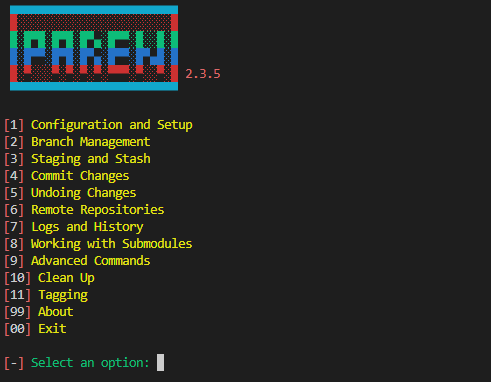 PAREN
2.3.5
[1] Configuration and Setup
[2] Branch Management
[3] Staging and Stash
[4] Commit Changes
[5] Undoing Changes
[6] Remote Repositories
[7] Logs and History
[8] Working with Submodules
[9] Advanced Commands
[10] Clean Up
[11] Tagging
[99] About
[00] Exit
[-] Select an option: